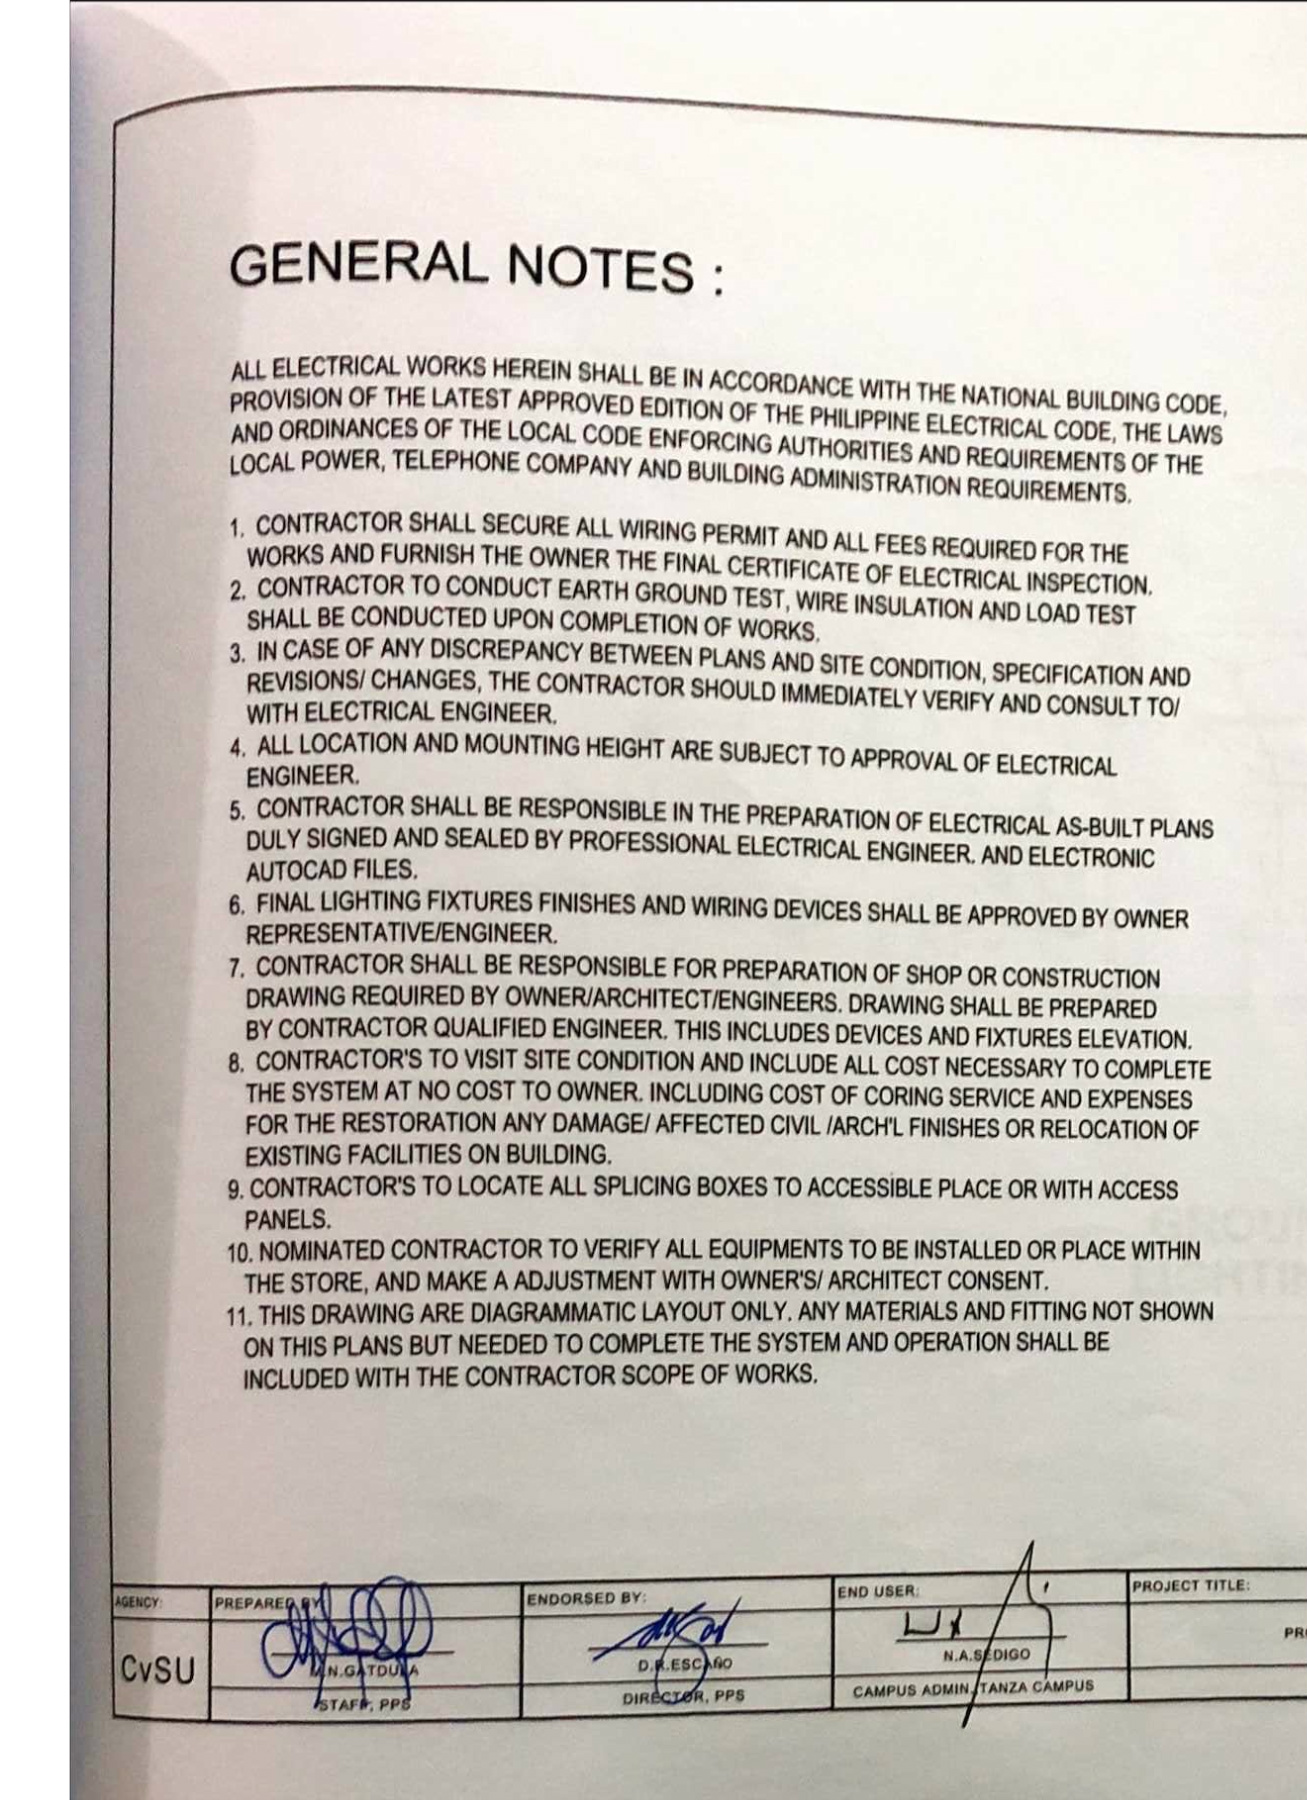 GENERAL NOTES :
ALL ELECTRICAL WORKS HEREIN SHALL BE IN ACCORDANCE WITH THE NATIONAL BUILDING CODE,
PROVISION OF THE LATEST APPROVED EDITION OF THE PHILIPPINE ELECTRICAL CODE, THE LAWS
AND ORDINANCES OF THE LOCAL CODE ENFORCING AUTHORITIES AND REQUIREMENTS OF THE
LOCAL POWER, TELEPHONE COMPANY AND BUILDING ADMINISTRATION REQUIREMENTS.
1. CONTRACTOR SHALL SECURE ALL WIRING PERMIT AND ALL FEES REQUIRED FOR THE
WORKS AND FURNISH THE OWNER THE FINAL CERTIFICATE OF ELECTRICAL INSPECTION.
2. CONTRACTOR TO CONDUCT EARTH GROUND TEST, WIRE INSULATION AND LOAD TEST
SHALL BE CONDUCTED UPON COMPLETION OF WORKS.
3. IN CASE OF ANY DISCREPANCY BETWEEN PLANS AND SITE CONDITION, SPECIFICATION AND
REVISIONS/ CHANGES, THE CONTRACTOR SHOULD IMMEDIATELY VERIFY AND CONSULT TO/
WITH ELECTRICAL ENGINEER.
4. ALL LOCATION AND MOUNTING HEIGHT ARE SUBJECT TO APPROVAL OF ELECTRICAL
ENGINEER.
5. CONTRACTOR SHALL BE RESPONSIBLE IN THE PREPARATION OF ELECTRICAL AS-BUILT PLANS
DULY SIGNED AND SEALED BY PROFESSIONAL ELECTRICAL ENGINEER. AND ELECTRONIC
AUTOCAD FILES.
6. FINAL LIGHTING FIXTURES FINISHES AND WIRING DEVICES SHALL BE APPROVED BY OWNER
REPRESENTATIVE/ENGINEER.
7. CONTRACTOR SHALL BE RESPONSIBLE FOR PREPARATION OF SHOP OR CONSTRUCTION
DRAWING REQUIRED BY OWNER/ARCHITECT/ENGINEERS. DRAWING SHALL BE PREPARED
BY CONTRACTOR QUALIFIED ENGINEER. THIS INCLUDES DEVICES AND FIXTURES ELEVATION.
8. CONTRACTOR'S TO VISIT SITE CONDITION AND INCLUDE ALL COST NECESSARY TO COMPLETE
THE SYSTEM AT NO COST TO OWNER. INCLUDING COST OF CORING SERVICE AND EXPENSES
FOR THE RESTORATION ANY DAMAGE/ AFFECTED CIVIL /ARCH'L FINISHES OR RELOCATION OF
EXISTING FACILITIES ON BUILDING.
9. CONTRACTOR'S TO LOCATE ALL SPLICING BOXES TO ACCESSIBLE PLACE OR WITH ACCESS
PANELS.
10. NOMINATED CONTRACTOR TO VERIFY ALL EQUIPMENTS TO BE INSTALLED OR PLACE WITHIN
THE STORE, AND MAKE A ADJUSTMENT WITH OWNER'S/ ARCHITECT CONSENT.
11. THIS DRAWING ARE DIAGRAMMATIC LAYOUT ONLY. ANY MATERIALS AND FITTING NOT SHOWN
ON THIS PLANS BUT NEEDED TO COMPLETE THE SYSTEM AND OPERATION SHALL BE
INCLUDED WITH THE CONTRACTOR SCOPE OF WORKS.
AGENCY:
CvSU
PREPARED BY
GATDULA
STAFF, PPS
ENDORSED BY:
D.R.ESCAÑO
DIRECTOR, PPS
END USER:
N.A.SEDIGO
CAMPUS ADMIN, TANZA CAMPUS
PROJECT TITLE: